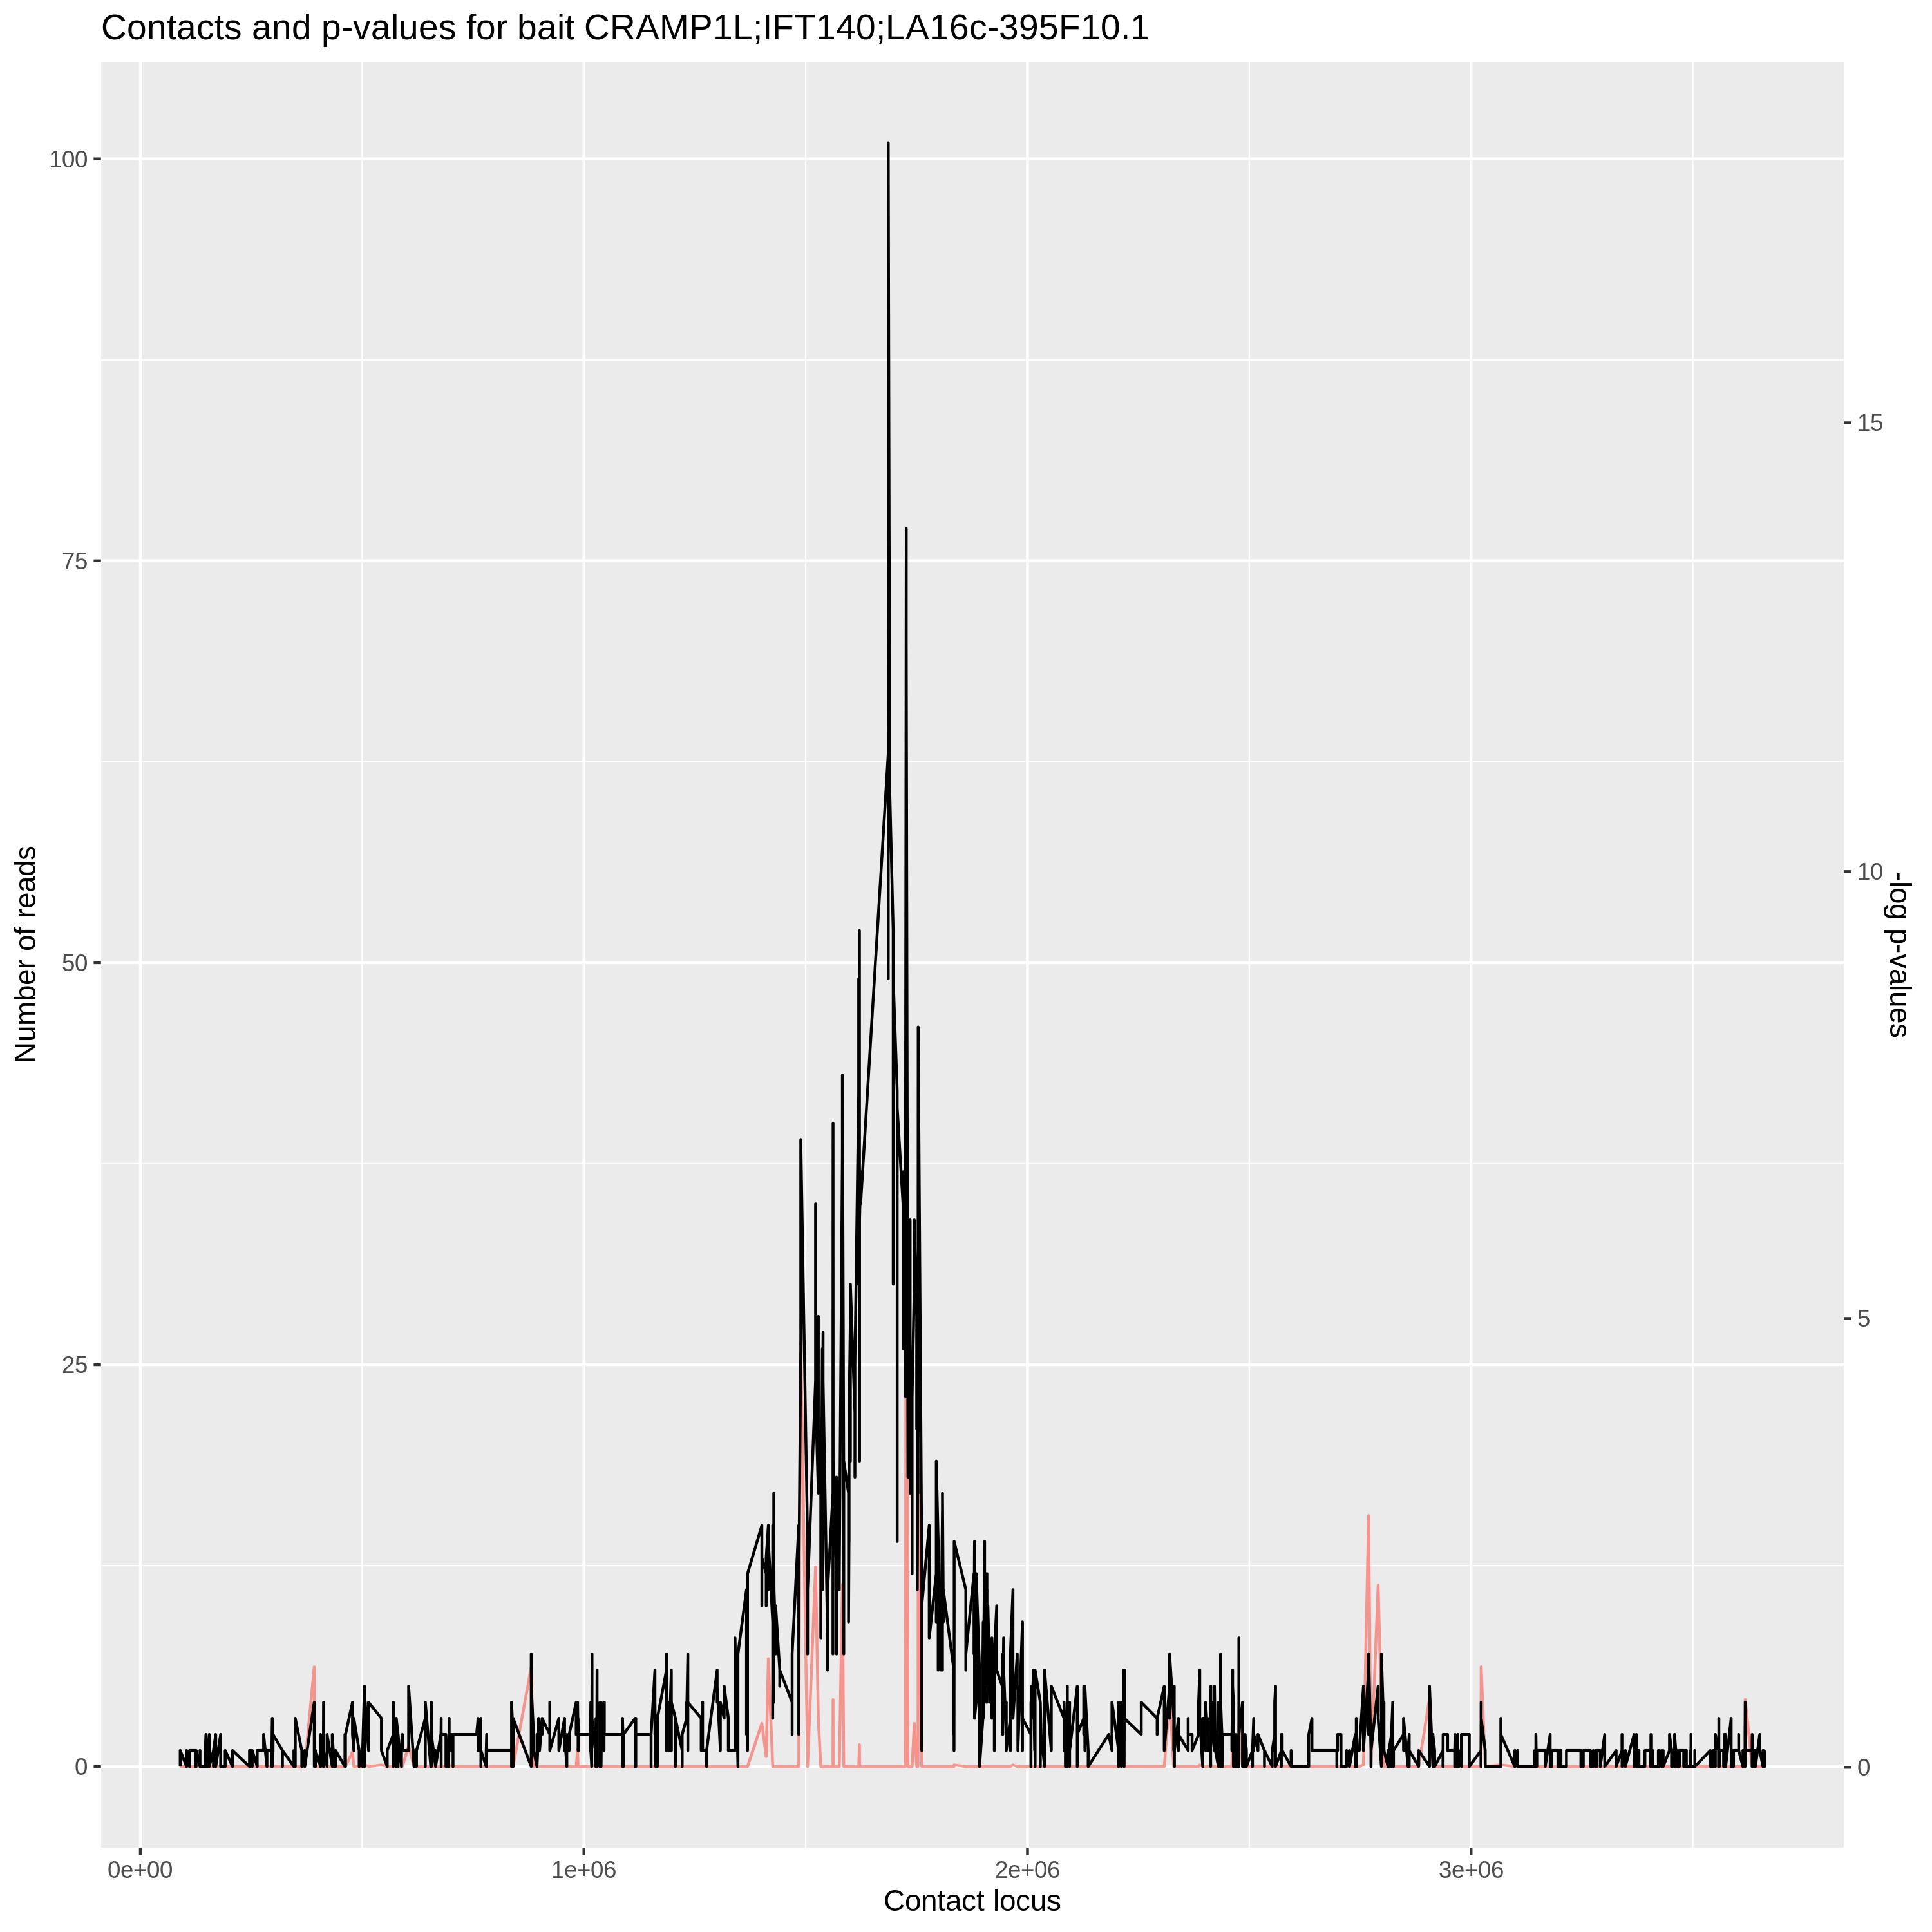 Contacts and p-values for bait CRAMP1L;IFT140;LA16c-395F10.1
100
75
50
25
0
Number of reads
15
10
5
0
-log p-values
0e+00
1e+06
2e+06
3e+06
Contact locus